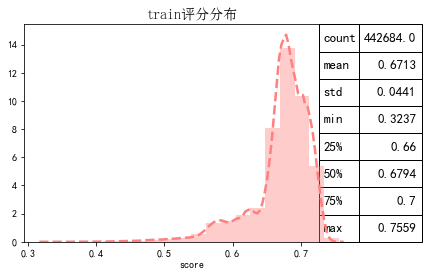 train评分分布
14
12
10
8
6
4
2
0
0.3
0.4
0.5
0.6
0.7
score
count 442684.0
mean 0.6713
std 0.0441
min 0.3237
25% 0.66
50% 0.6794
75% 0.7
max 0.7559